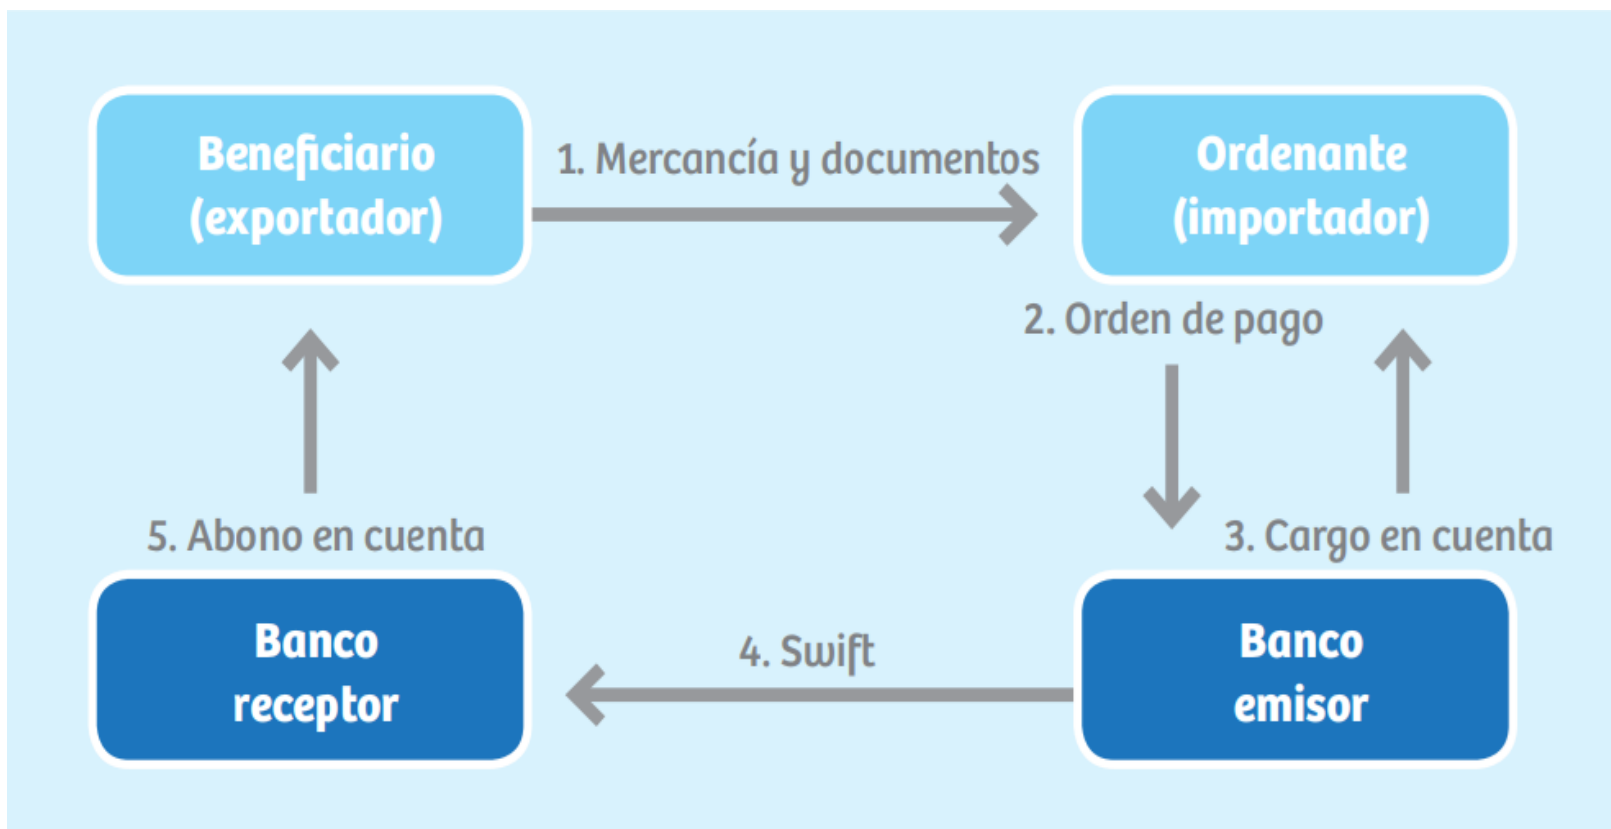 Beneficiario
(exportador)
1. Mercancía y documentos
Ordenante
(importador)
2. Orden de pago
5. Abono en cuenta
3. Cargo en cuenta
Banco
receptor
4. Swift
Banco
emisor